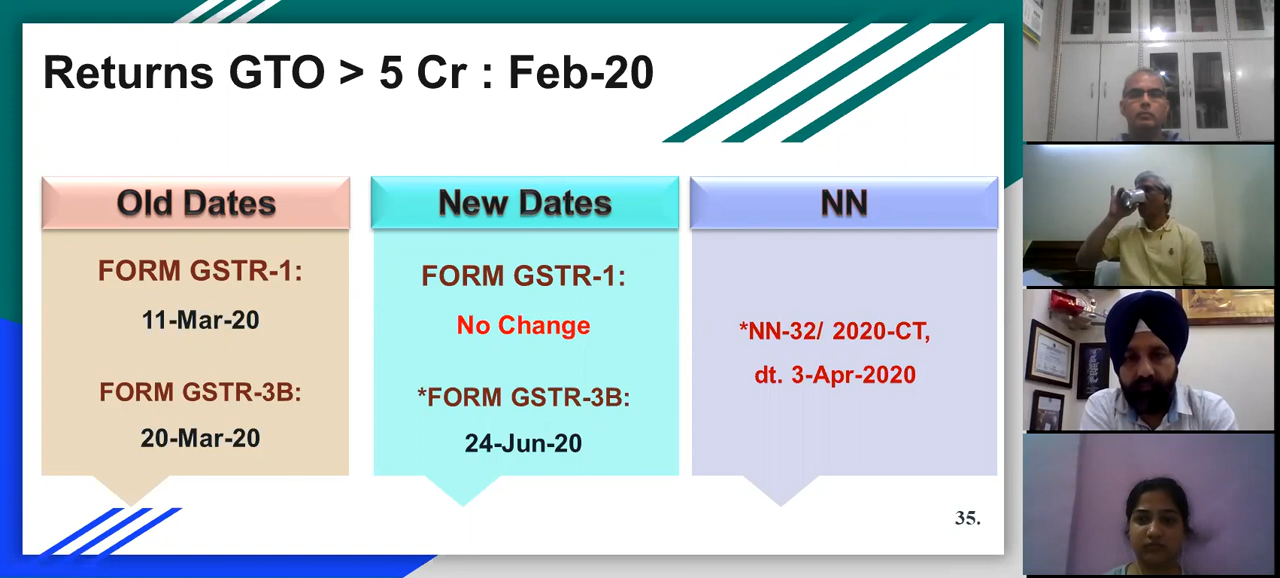 Returns GTO > 5 Cr : Feb-20
Old Dates
FORM GSTR-1:
11-Mar-20
FORM GSTR-3B:
20-Mar-20
New Dates
FORM GSTR-1:
No Change
*FORM GSTR-3B:
24-Jun-20
NN
*NN-32/ 2020-CT,
dt. 3-Apr-2020
35.